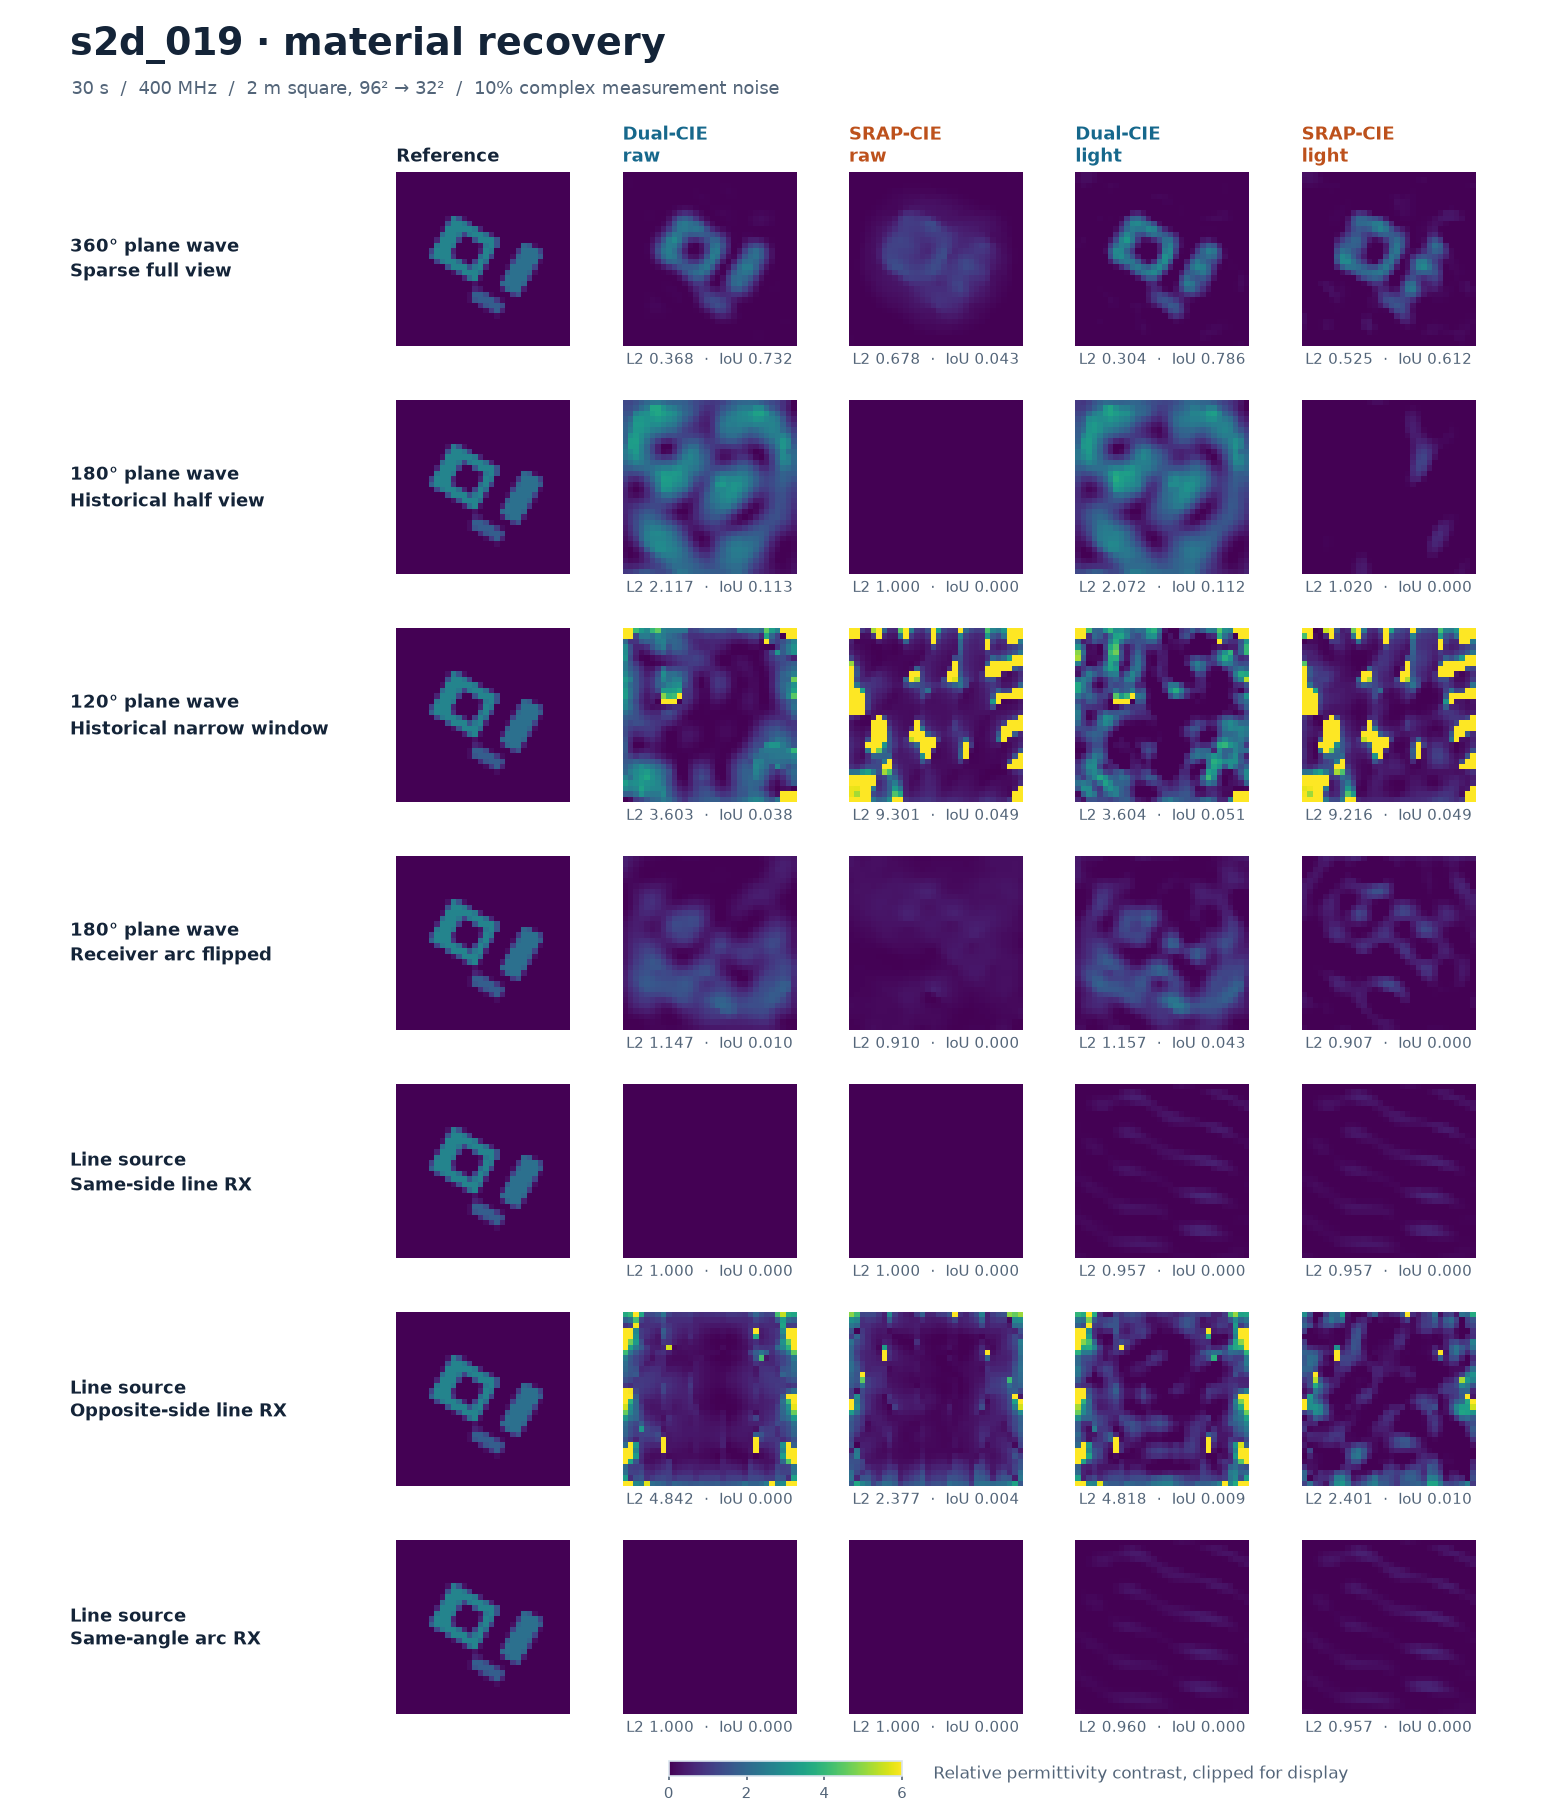 s2d_019 · material recovery
30 s / 400 MHz / 2 m square, 96² → 32² / 10% complex measurement noise
Reference
Dual-CIE
raw
SRAP-CIE
raw
Dual-CIE
light
SRAP-CIE
light
360° plane wave
Sparse full view
L2 0.368 · IoU 0.732
L2 0.678 · IoU 0.043
L2 0.304 · IoU 0.786
L2 0.525 · IoU 0.612
180° plane wave
Historical half view
L2 2.117 · IoU 0.113
L2 1.000 · IoU 0.000
L2 2.072 · IoU 0.112
L2 1.020 · IoU 0.000
120° plane wave
Historical narrow window
L2 3.603 · IoU 0.038
L2 9.301 · IoU 0.049
L2 3.604 · IoU 0.051
L2 9.216 · IoU 0.049
180° plane wave
Receiver arc flipped
L2 1.147 · IoU 0.010
L2 0.910 · IoU 0.000
L2 1.157 · IoU 0.043
L2 0.907 · IoU 0.000
Line source
Same-side line RX
L2 1.000 · IoU 0.000
L2 1.000 · IoU 0.000
L2 0.957 · IoU 0.000
L2 0.957 · IoU 0.000
Line source
Opposite-side line RX
L2 4.842 · IoU 0.000
L2 2.377 · IoU 0.004
L2 4.818 · IoU 0.009
L2 2.401 · IoU 0.010
Line source
Same-angle arc RX
L2 1.000 · IoU 0.000
L2 1.000 · IoU 0.000
L2 0.960 · IoU 0.000
L2 0.957 · IoU 0.000
0 2 4 6
Relative permittivity contrast, clipped for display